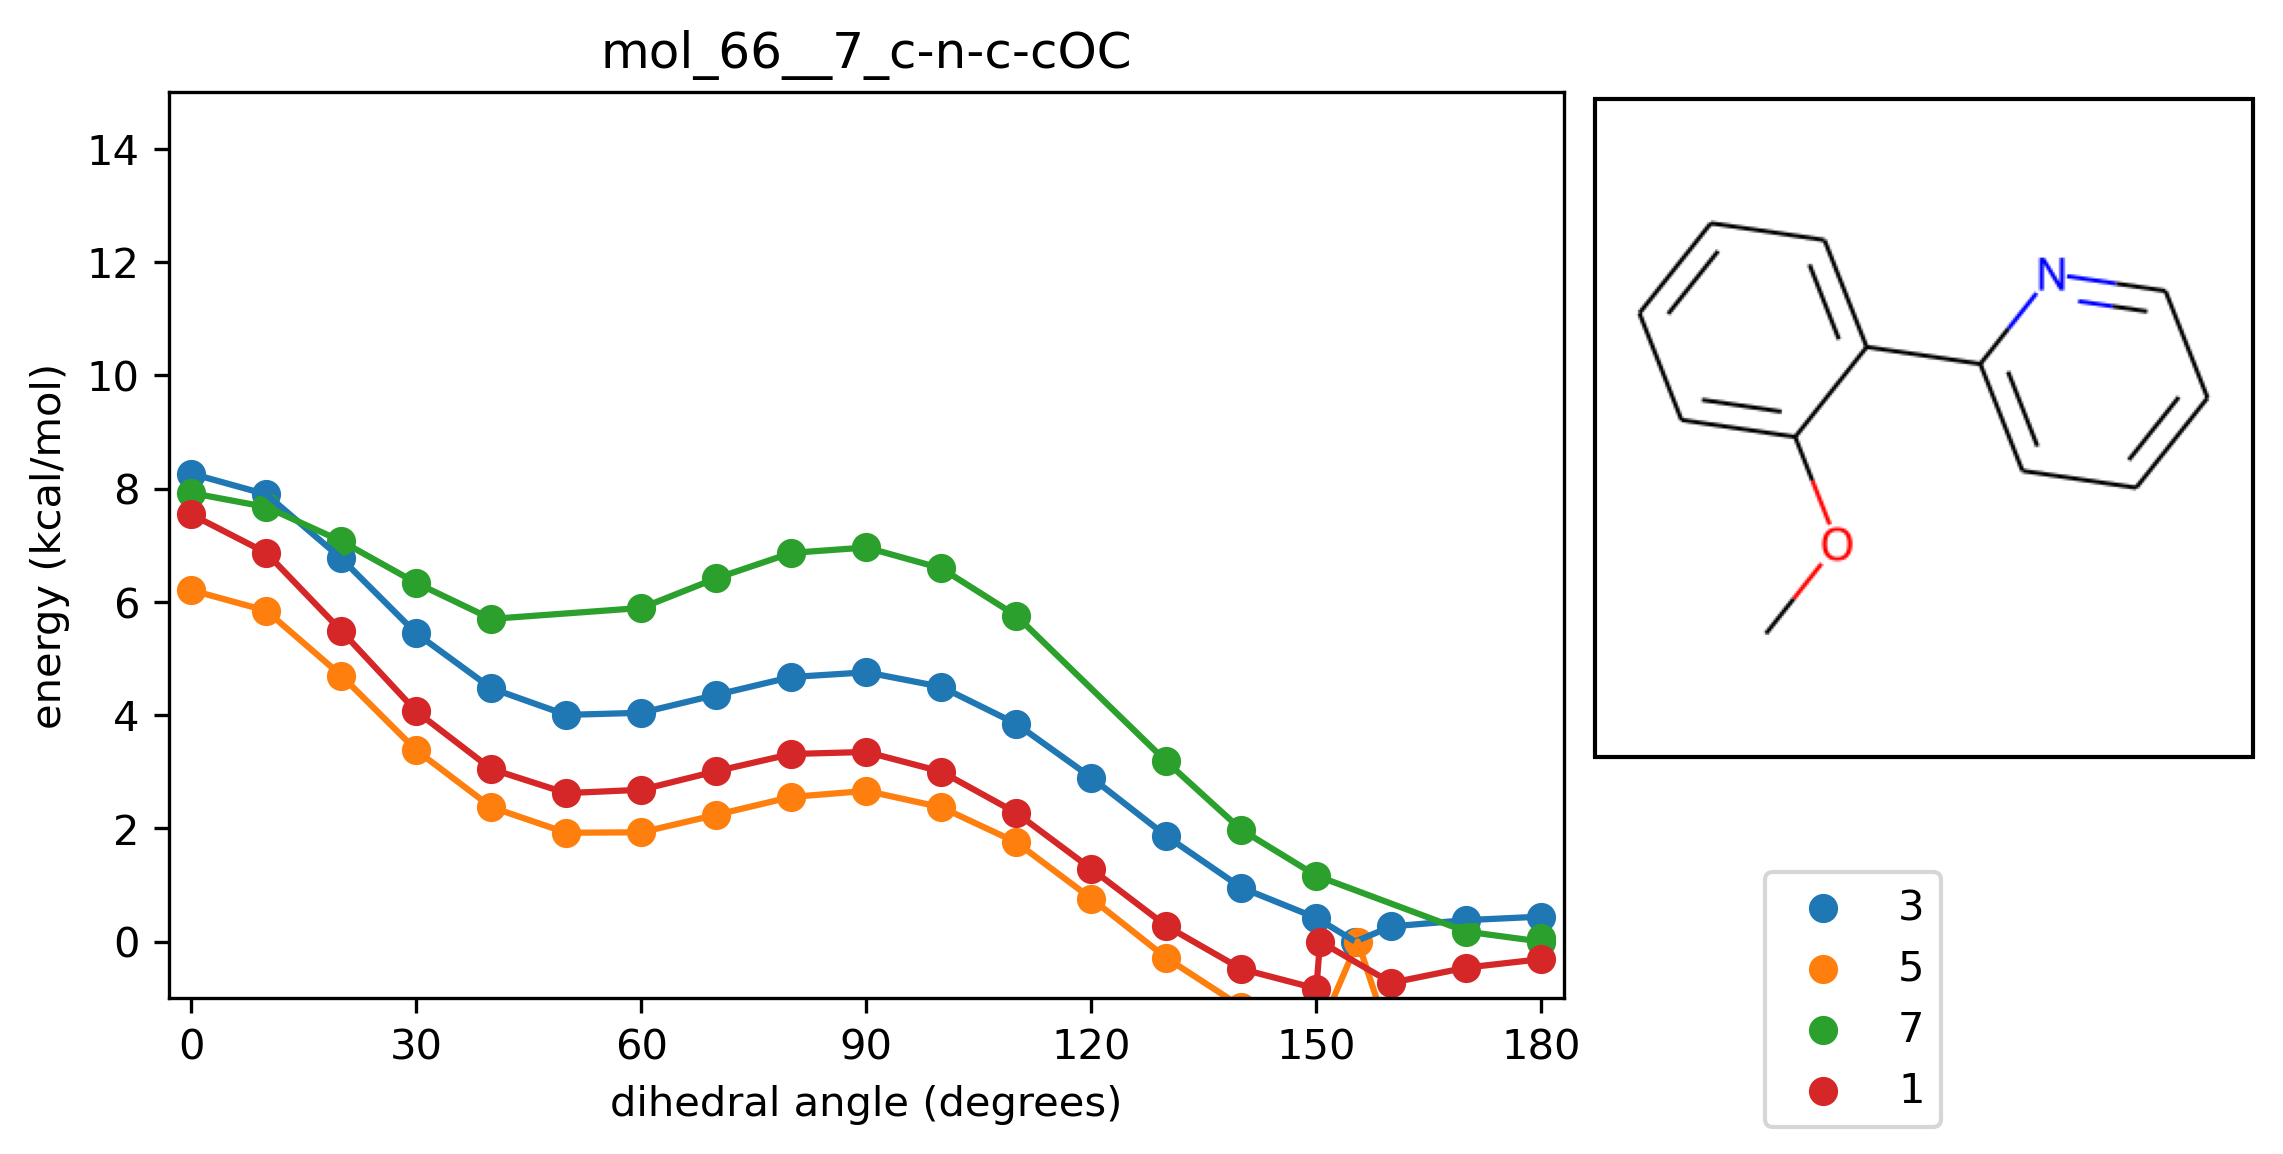 mol_66__7_c-n-c-cOC
14
12
10
8
6
4
2
0
energy (kcal/mol)
0 30 60 90 120 150 180
dihedral angle (degrees)
N
O
3
5
7
1